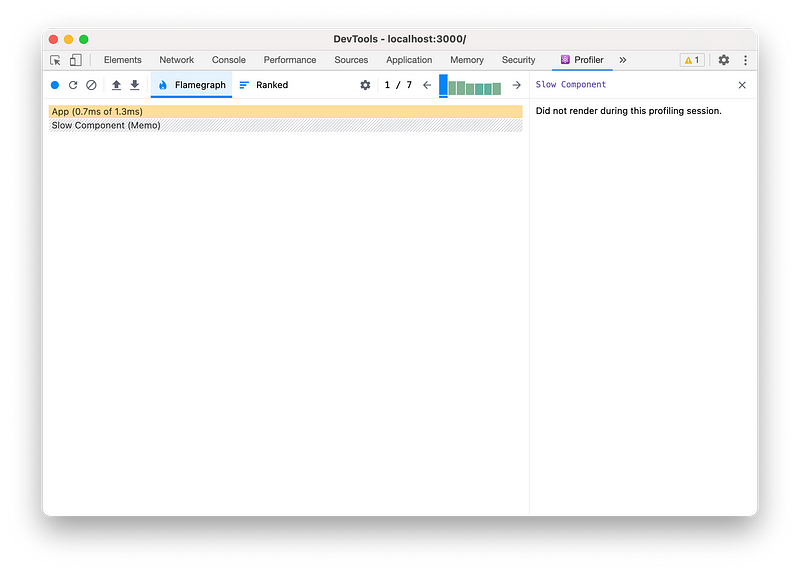 DevTools - localhost:3000/
Elements Network Console Performance Sources Application Memory Security Profiler » 1
Flamegraph Ranked 1 / 7 Slow Component
App (0.7ms of 1.3ms) Did not render during this profiling session.
Slow Component (Memo)